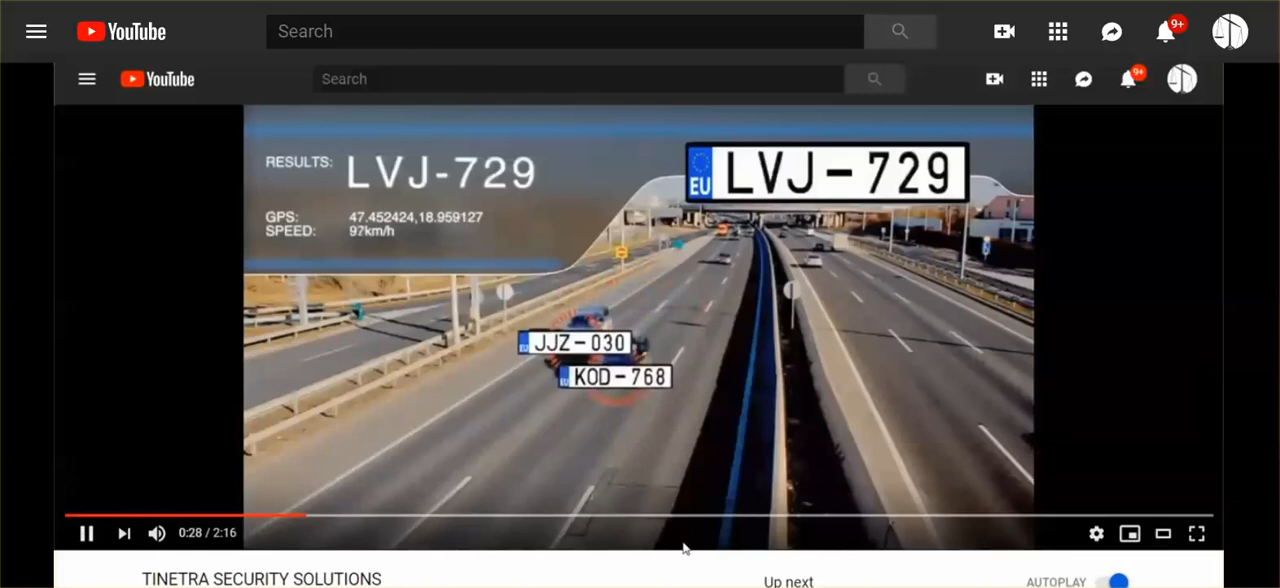 YouTube
Search
9+
YouTube
Search
9+
RESULTS: LVJ-729
GPS: 47.452424,18.959127
SPEED: 97km/h
EU LVJ-729
EU JJZ-030
EU KOD-768
0:28 / 2:16
TINETRA SECURITY SOLUTIONS
Up next
AUTOPLAY